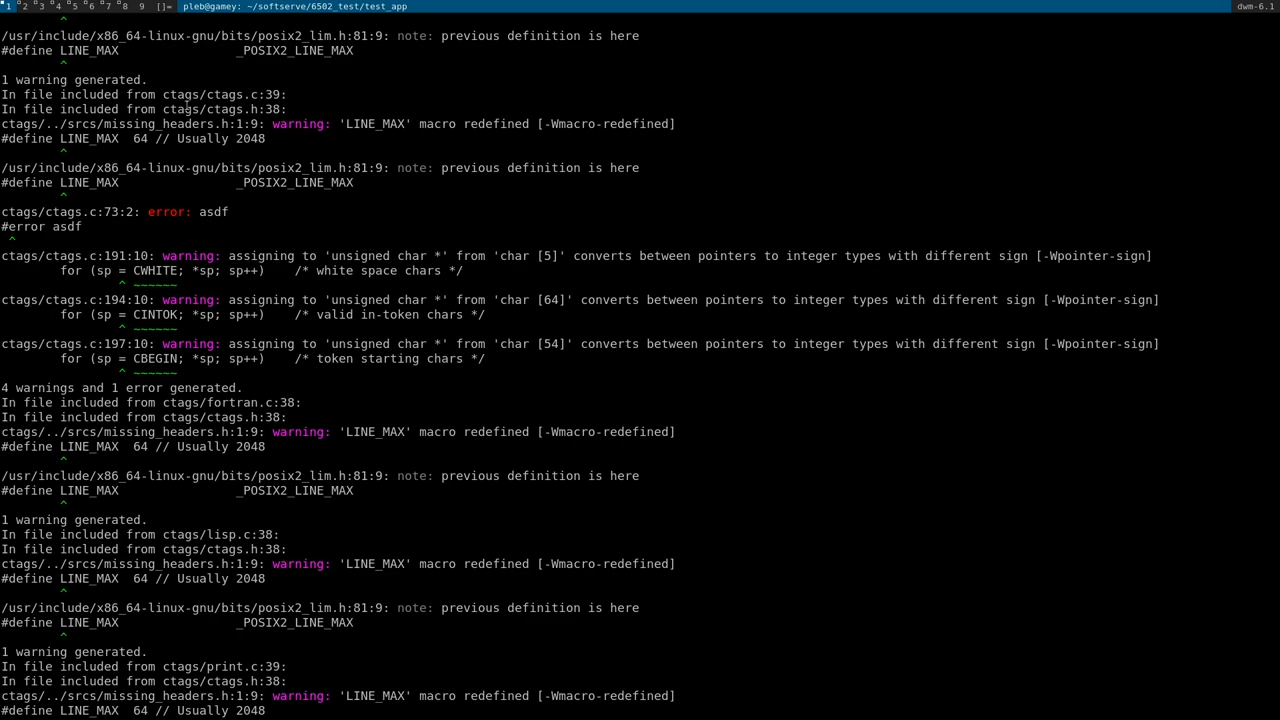 1 2 3 4 5 6 7 8 9 []= pleb@gamey: ~/softserve/6502_test/test_app dwm-6.1
^
/usr/include/x86_64-linux-gnu/bits/posix2_lim.h:81:9: note: previous definition is here
#define LINE_MAX                _POSIX2_LINE_MAX
        ^
1 warning generated.
In file included from ctags/ctags.c:39:
In file included from ctags/ctags.h:38:
ctags/../srcs/missing_headers.h:1:9: warning: 'LINE_MAX' macro redefined [-Wmacro-redefined]
#define LINE_MAX  64 // Usually 2048
        ^
/usr/include/x86_64-linux-gnu/bits/posix2_lim.h:81:9: note: previous definition is here
#define LINE_MAX                _POSIX2_LINE_MAX
        ^
ctags/ctags.c:73:2: error: asdf
#error asdf
 ^
ctags/ctags.c:191:10: warning: assigning to 'unsigned char *' from 'char [5]' converts between pointers to integer types with different sign [-Wpointer-sign]
        for (sp = CWHITE; *sp; sp++)    /* white space chars */
                ^ ~~~~~~
ctags/ctags.c:194:10: warning: assigning to 'unsigned char *' from 'char [64]' converts between pointers to integer types with different sign [-Wpointer-sign]
        for (sp = CINTOK; *sp; sp++)    /* valid in-token chars */
                ^ ~~~~~~
ctags/ctags.c:197:10: warning: assigning to 'unsigned char *' from 'char [54]' converts between pointers to integer types with different sign [-Wpointer-sign]
        for (sp = CBEGIN; *sp; sp++)    /* token starting chars */
                ^ ~~~~~~
4 warnings and 1 error generated.
In file included from ctags/fortran.c:38:
In file included from ctags/ctags.h:38:
ctags/../srcs/missing_headers.h:1:9: warning: 'LINE_MAX' macro redefined [-Wmacro-redefined]
#define LINE_MAX  64 // Usually 2048
        ^
/usr/include/x86_64-linux-gnu/bits/posix2_lim.h:81:9: note: previous definition is here
#define LINE_MAX                _POSIX2_LINE_MAX
        ^
1 warning generated.
In file included from ctags/lisp.c:38:
In file included from ctags/ctags.h:38:
ctags/../srcs/missing_headers.h:1:9: warning: 'LINE_MAX' macro redefined [-Wmacro-redefined]
#define LINE_MAX  64 // Usually 2048
        ^
/usr/include/x86_64-linux-gnu/bits/posix2_lim.h:81:9: note: previous definition is here
#define LINE_MAX                _POSIX2_LINE_MAX
        ^
1 warning generated.
In file included from ctags/print.c:39:
In file included from ctags/ctags.h:38:
ctags/../srcs/missing_headers.h:1:9: warning: 'LINE_MAX' macro redefined [-Wmacro-redefined]
#define LINE_MAX  64 // Usually 2048